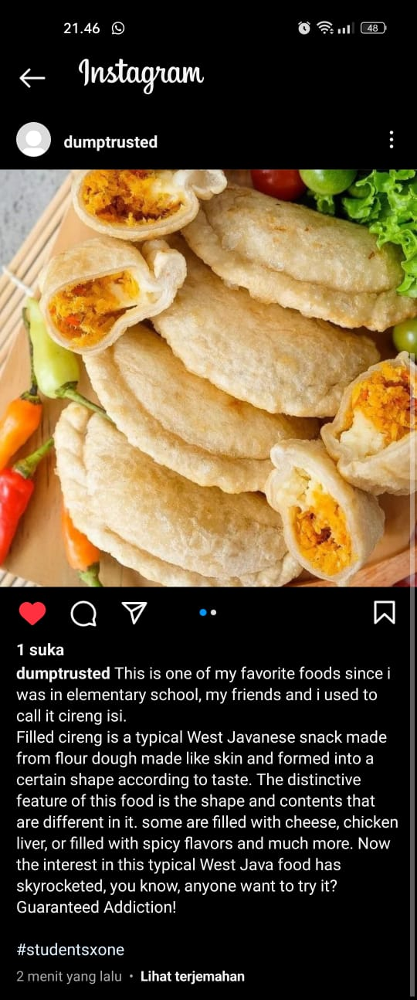 21.46
48
Instagram
dumptrusted
1 suka
dumptrusted This is one of my favorite foods since i
was in elementary school, my friends and i used to
call it cireng isi.
Filled cireng is a typical West Javanese snack made
from flour dough made like skin and formed into a
certain shape according to taste. The distinctive
feature of this food is the shape and contents that
are different in it. some are filled with cheese, chicken
liver, or filled with spicy flavors and much more. Now
the interest in this typical West Java food has
skyrocketed, you know, anyone want to try it?
Guaranteed Addiction!
#studentsxone
2 menit yang lalu • Lihat terjemahan